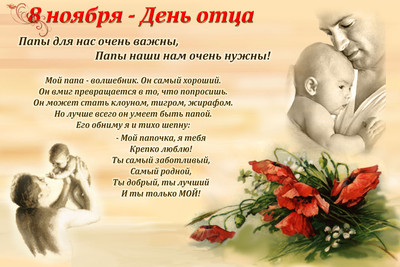 8 ноября - День отца
Папы для нас очень важны,
Папы наши нам очень нужны!
Мой папа - волшебник. Он самый хороший.
Он вмиг превращается в то, что попросишь.
Он может стать клоуном, тигром, жирафом.
Но лучше всего он умеет быть папой.
Его обниму я и тихо шепну:
- Мой папочка, я тебя
Крепко люблю!
Ты самый заботливый,
Самый родной,
Ты добрый, ты лучший
И ты только МОЙ!